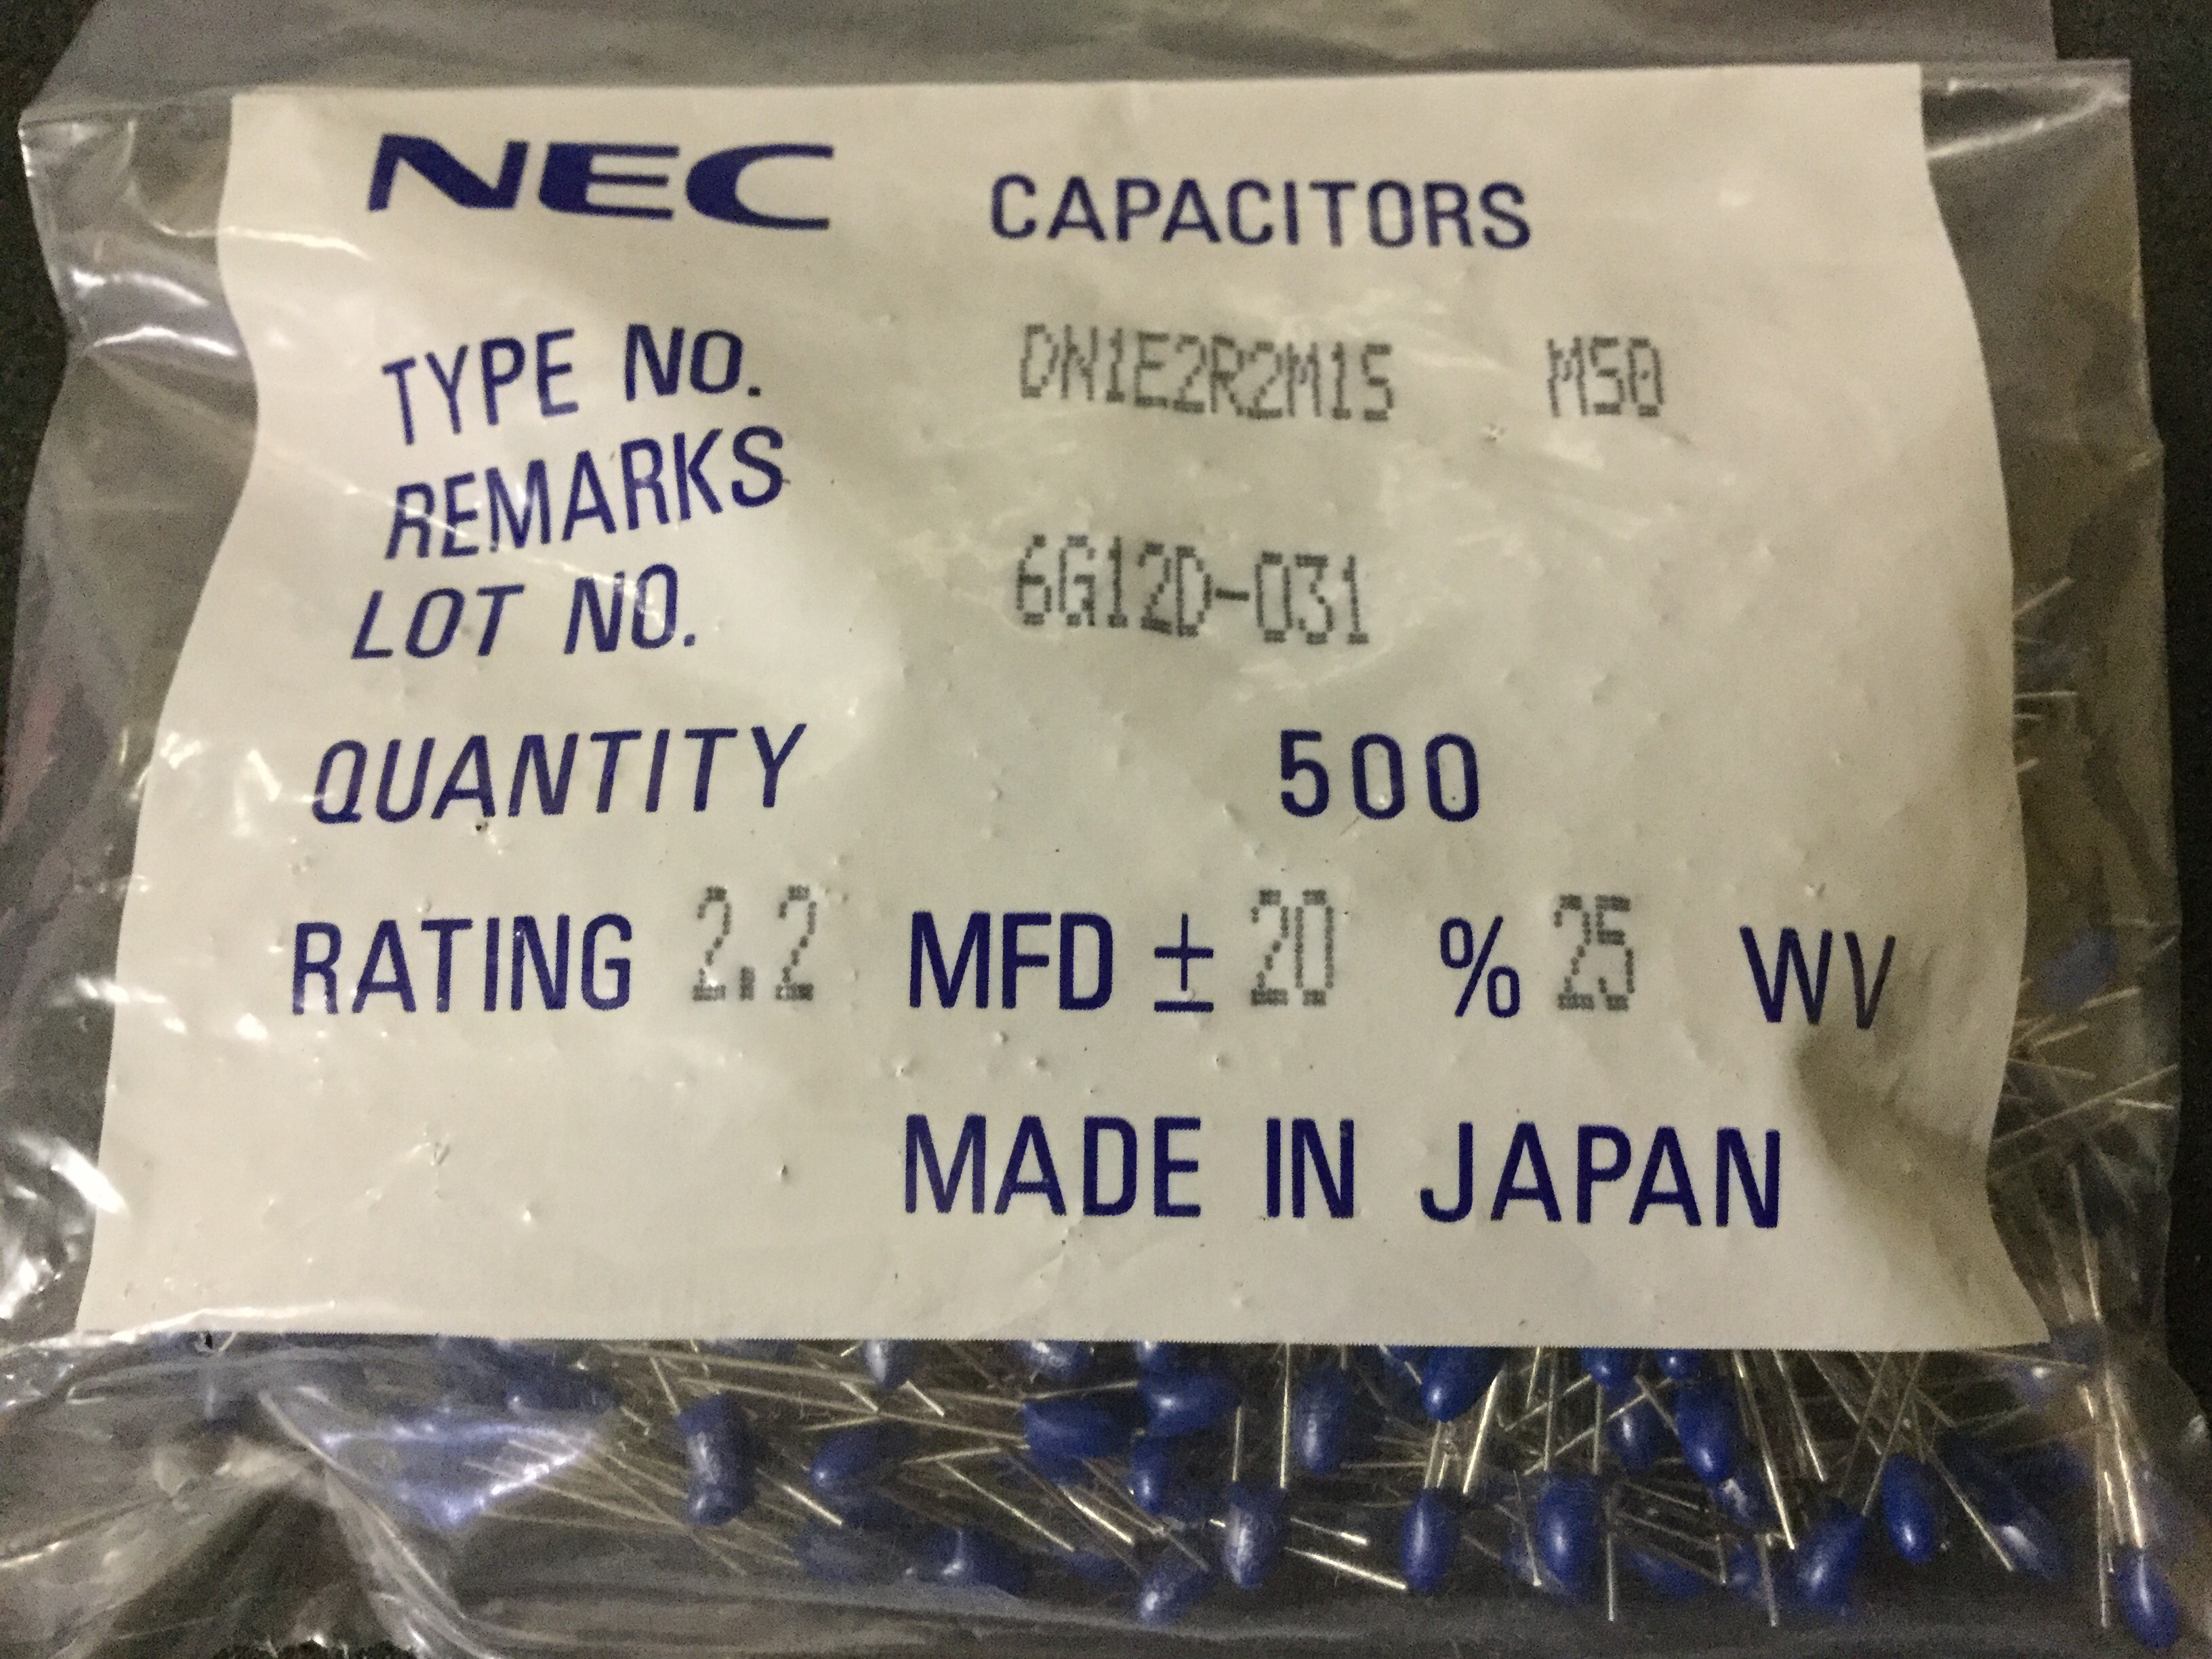 NEC CAPACITORS
TYPE NO. DN1E2R2M1S M50
REMARKS
LOT NO. 6G12D-031
QUANTITY 500
RATING 2.2 MFD ± 20 % 25 WV
MADE IN JAPAN